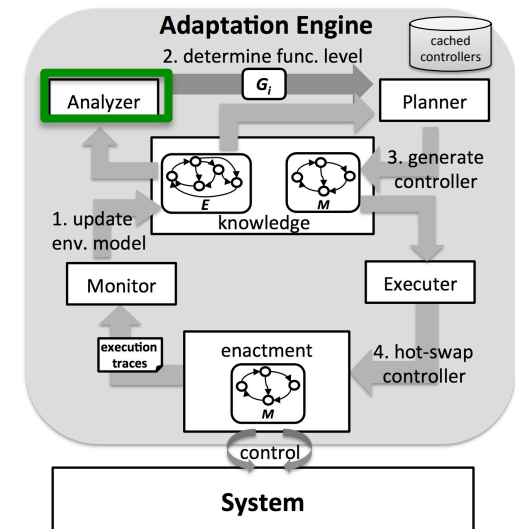 Adaptation Engine
2. determine func. level
cached
controllers
Analyzer
Gi
Planner
3. generate
controller
E
M
knowledge
1. update
env. model
Monitor
Executer
execution
traces
enactment
M
4. hot-swap
controller
control
System